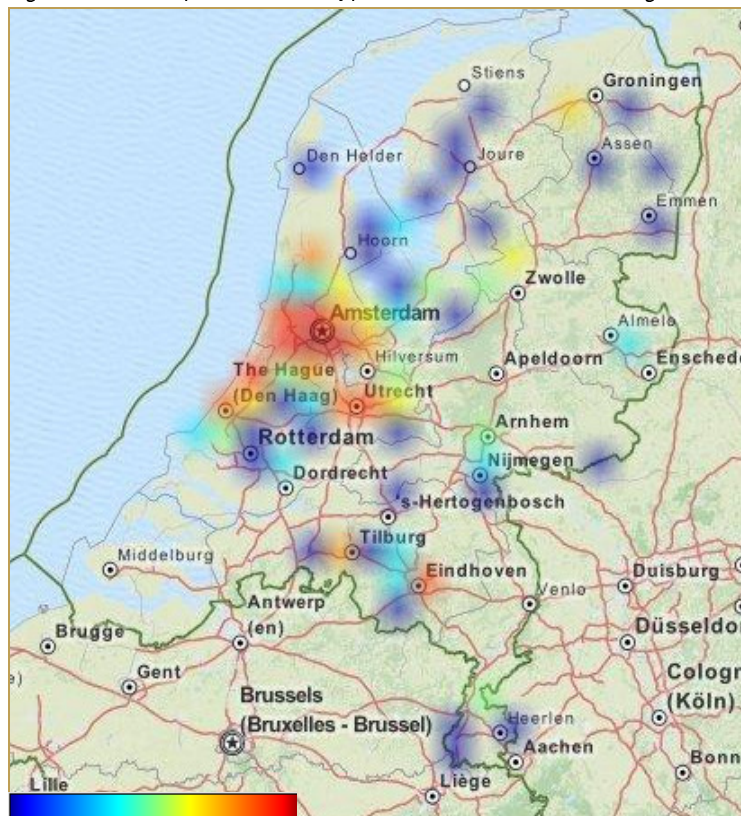 Stiens
Groningen
Den Helder
Joure
Assen
Emmen
Hoorn
Zwolle
Amsterdam
Almelo
The Hague
(Den Haag)
Hilversum
Apeldoorn
Enschede
Utrecht
Rotterdam
Arnhem
Dordrecht
Nijmegen
's-Hertogenbosch
Tilburg
Middelburg
Eindhoven
Duisburg
Antwerp
(en)
Venlo
Brugge
Düsseldor
Gent
Cologn
(Köln)
Brussels
(Bruxelles - Brussel)
Heerlen
Aachen
Bonn
Lille
Liège